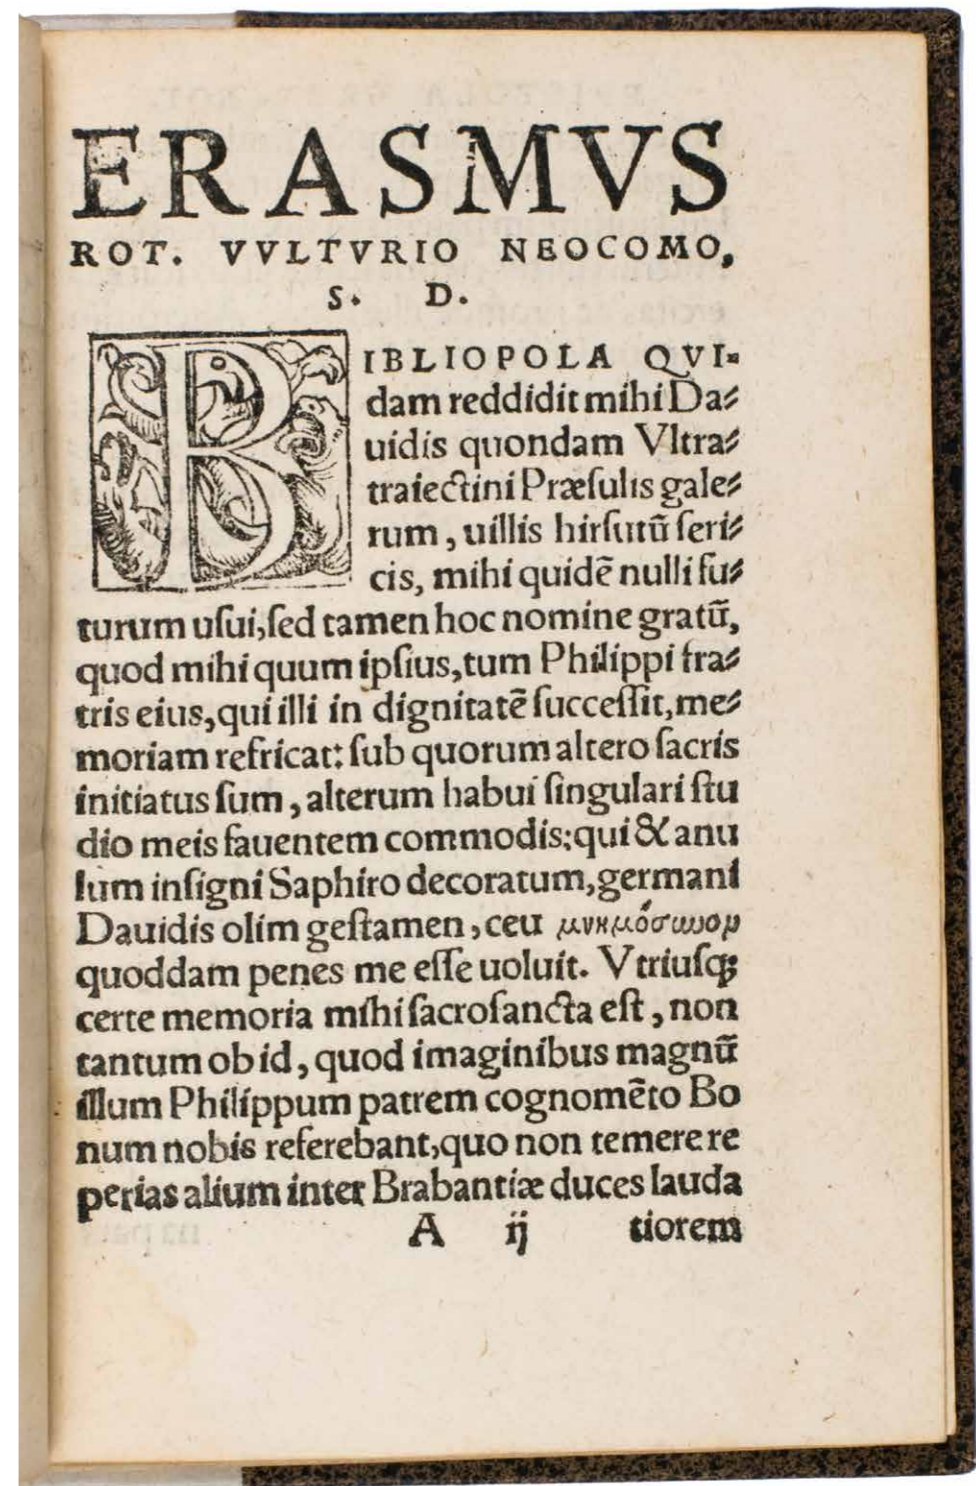 ERASMVS
ROT. VVLTVRIO NEOCOMO,
S. D.
BIBLIOPOLA QVI-
dam reddidit mihi Da-
uidis quondam Vltra-
traiectini Præſulis gale-
rum, uillis hirſutũ ſeri-
cis, mihi quidẽ nulli fu-
turum uſui, ſed tamen hoc nomine gratũ,
quod mihi quum ipſius, tum Philippi fra-
tris eius, qui illi in dignitatẽ ſucceſſit, me-
moriam refricat: ſub quorum altero ſacris
initiatus ſum, alterum habui ſingulari ſtu
dio meis fauentem commodis: qui & anu
lum inſigni Saphiro decoratum, germani
Dauidis olim geſtamen, ceu μνημόσυνον
quoddam penes me eſſe uoluit. Vtriuſq;
certe memoria mihi ſacroſancta eſt, non
tantum ob id, quod imaginibus magnũ
illum Philippum patrem cognomẽto Bo
num nobis referebant, quo non temere re
perias alium inter Brabantiæ duces lauda
A ij tiorem